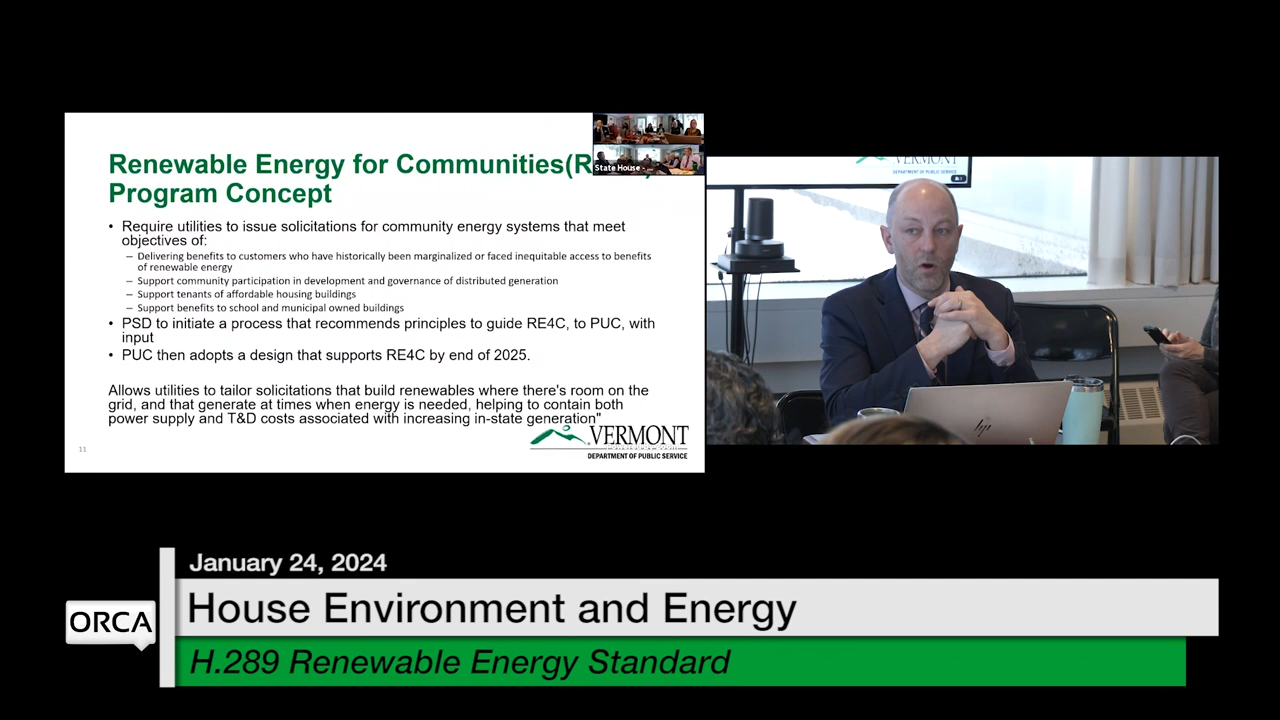 Renewable Energy for Communities(R
Program Concept
• Require utilities to issue solicitations for community energy systems that meet
objectives of:
– Delivering benefits to customers who have historically been marginalized or faced inequitable access to benefits
of renewable energy
– Support community participation in development and governance of distributed generation
– Support tenants of affordable housing buildings
– Support benefits to school and municipal owned buildings
• PSD to initiate a process that recommends principles to guide RE4C, to PUC, with
input
• PUC then adopts a design that supports RE4C by end of 2025.
Allows utilities to tailor solicitations that build renewables where there's room on the
grid, and that generate at times when energy is needed, helping to contain both
power supply and T&D costs associated with increasing in-state generation"
11
VERMONT
DEPARTMENT OF PUBLIC SERVICE
State House
VERMONT
DEPARTMENT OF PUBLIC SERVICE
hp
January 24, 2024
House Environment and Energy
ORCA
H.289 Renewable Energy Standard